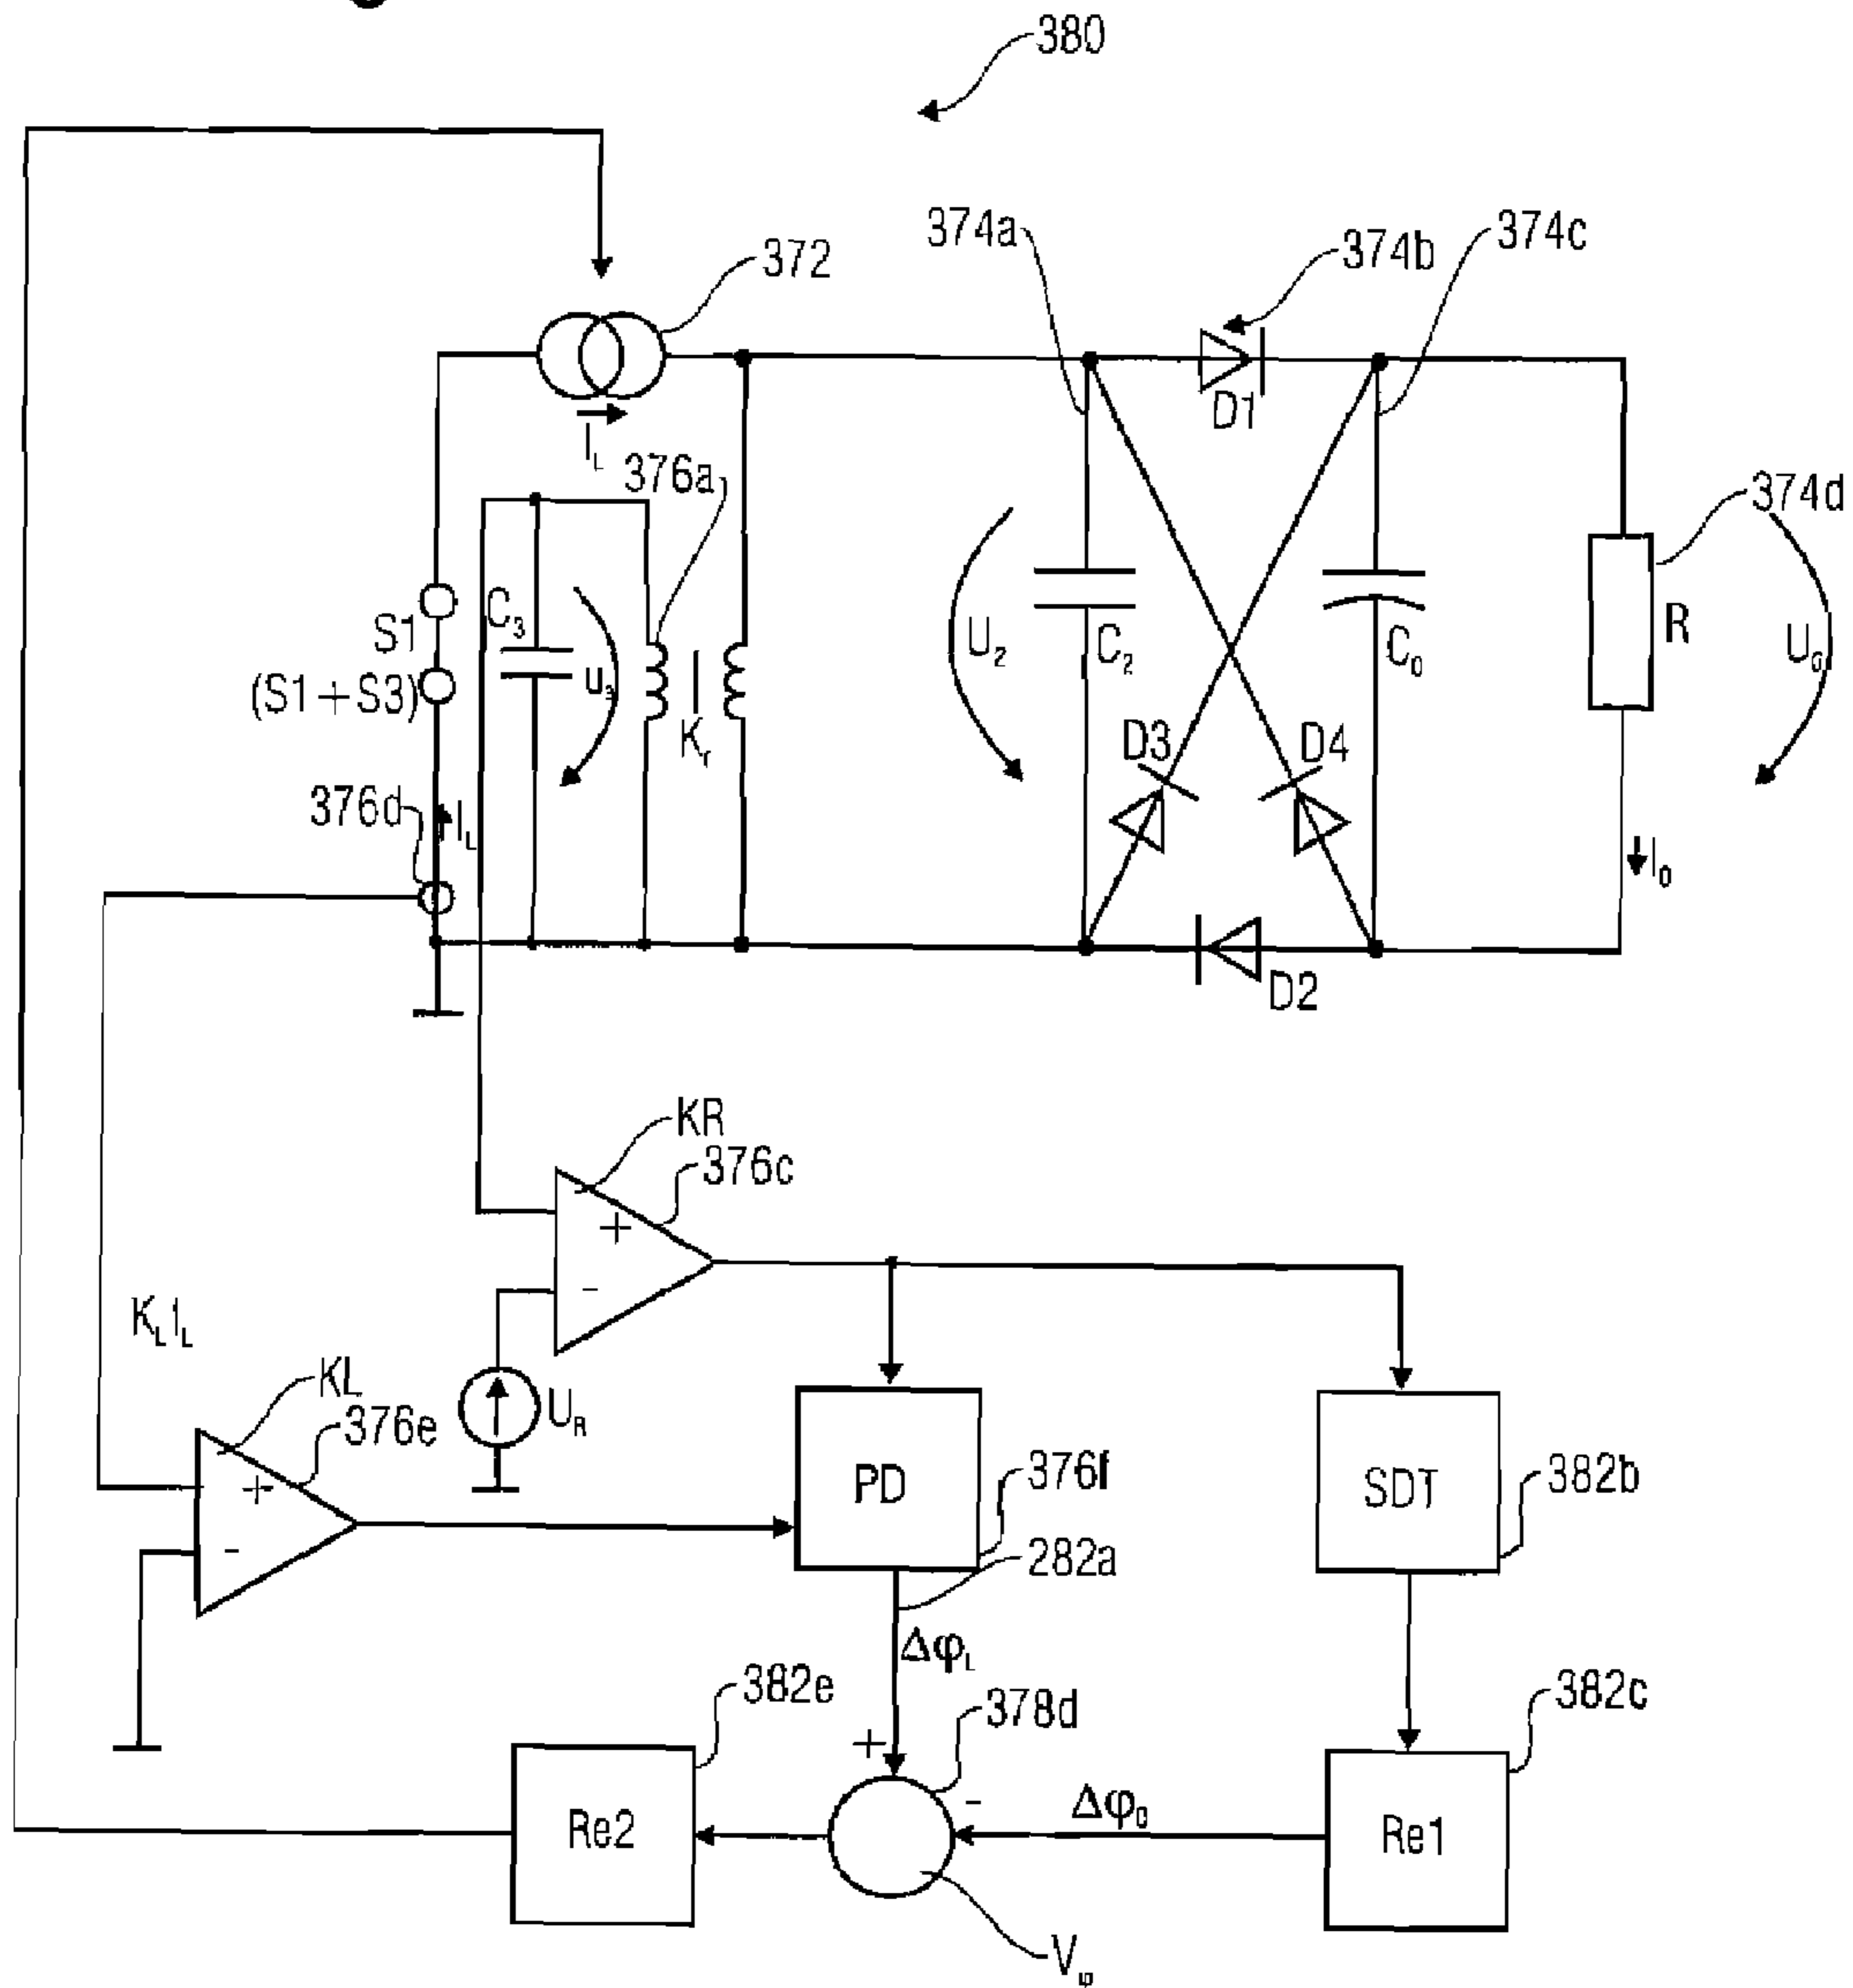 380
372
374a
374b
374c
D1
I_L
376a
374d
S1
(S1+S3)
C_3
u_3
K_r
U_2
C_2
C_0
R
U_0
D3
D4
376d
I_L
I_0
D2
KR
376c
+
-
K_L I_L
KL
376e
U_R
+
-
PD
376f
SDT
382b
282a
Δφ_L
382e
378d
382c
+
-
Δφ_0
Re2
Re1
V_φ